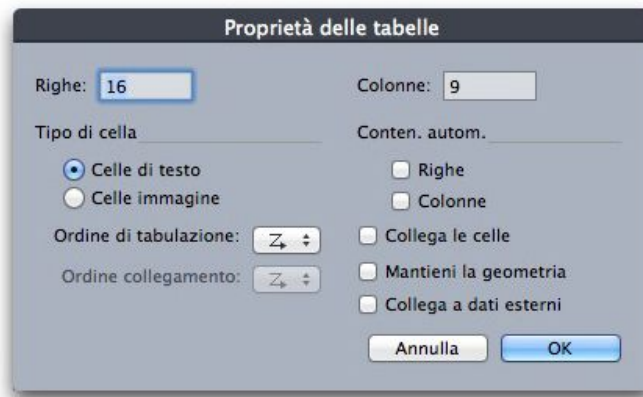 Proprietà delle tabelle
Righe: 16 Colonne: 9
Tipo di cella Conten. autom.
Celle di testo Righe
Celle immagine Colonne
Ordine di tabulazione: Collega le celle
Ordine collegamento: Mantieni la geometria
Collega a dati esterni
Annulla OK